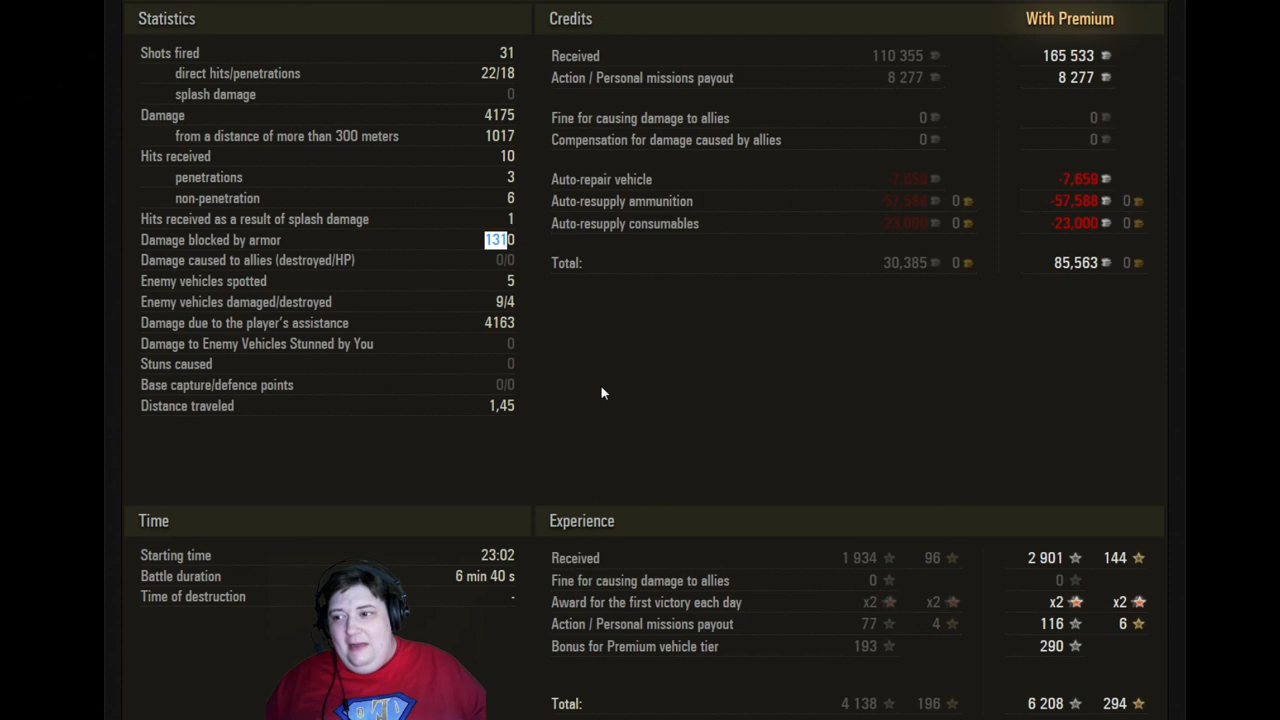 Statistics
Shots fired 31
direct hits/penetrations 22/18
splash damage 0
Damage 4175
from a distance of more than 300 meters 1017
Hits received 10
penetrations 3
non-penetration 6
Hits received as a result of splash damage 1
Damage blocked by armor 1310
Damage caused to allies (destroyed/HP) 0/0
Enemy vehicles spotted 5
Enemy vehicles damaged/destroyed 9/4
Damage due to the player's assistance 4163
Damage to Enemy Vehicles Stunned by You 0
Stuns caused 0
Base capture/defence points 0/0
Distance traveled 1,45
Credits With Premium
Received 110 355 165 533
Action / Personal missions payout 8 277 8 277
Fine for causing damage to allies 0 0
Compensation for damage caused by allies 0 0
Auto-repair vehicle -7,659 -7,659
Auto-resupply ammunition -57,588 0 -57,588 0
Auto-resupply consumables -23,000 0 -23,000 0
Total: 30,385 0 85,563 0
Time
Starting time 23:02
Battle duration 6 min 40 s
Time of destruction -
Experience
Received 1 934 96 2 901 144
Fine for causing damage to allies 0 0
Award for the first victory each day x2 x2 x2 x2
Action / Personal missions payout 77 4 116 6
Bonus for Premium vehicle tier 193 290
Total: 4 138 196 6 208 294